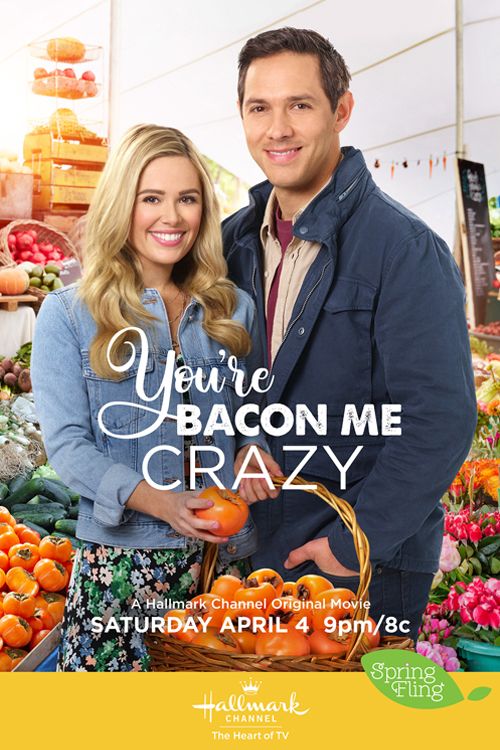 You're
BACON ME
CRAZY
A Hallmark Channel Original Movie
SATURDAY APRIL 4 9pm/8c
Spring
Fling
Hallmark
CHANNEL
The Heart of TV